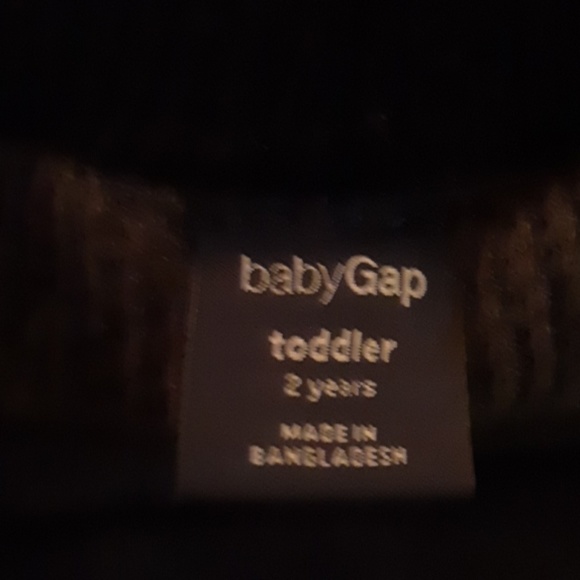 babyGap
toddler
2 years
MADE IN
BANGLADESH